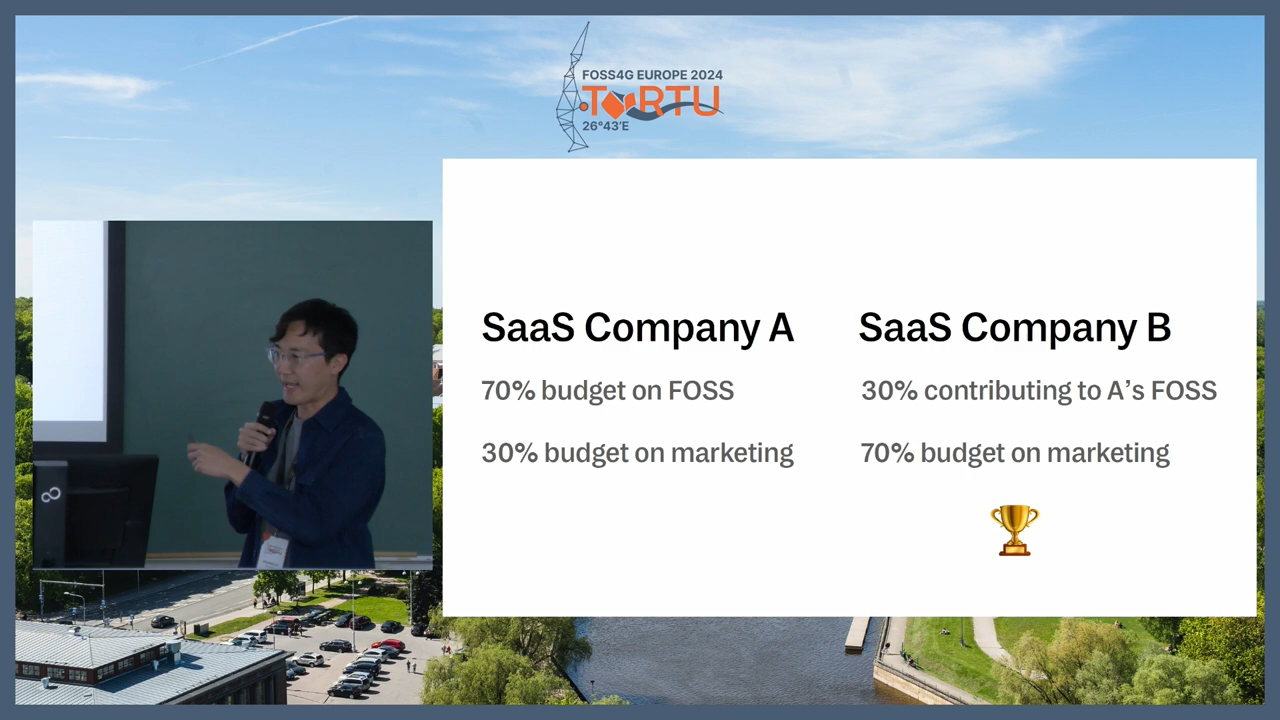 FOSS4G EUROPE 2024
TARTU
26°43'E
SaaS Company A
70% budget on FOSS
30% budget on marketing
SaaS Company B
30% contributing to A’s FOSS
70% budget on marketing